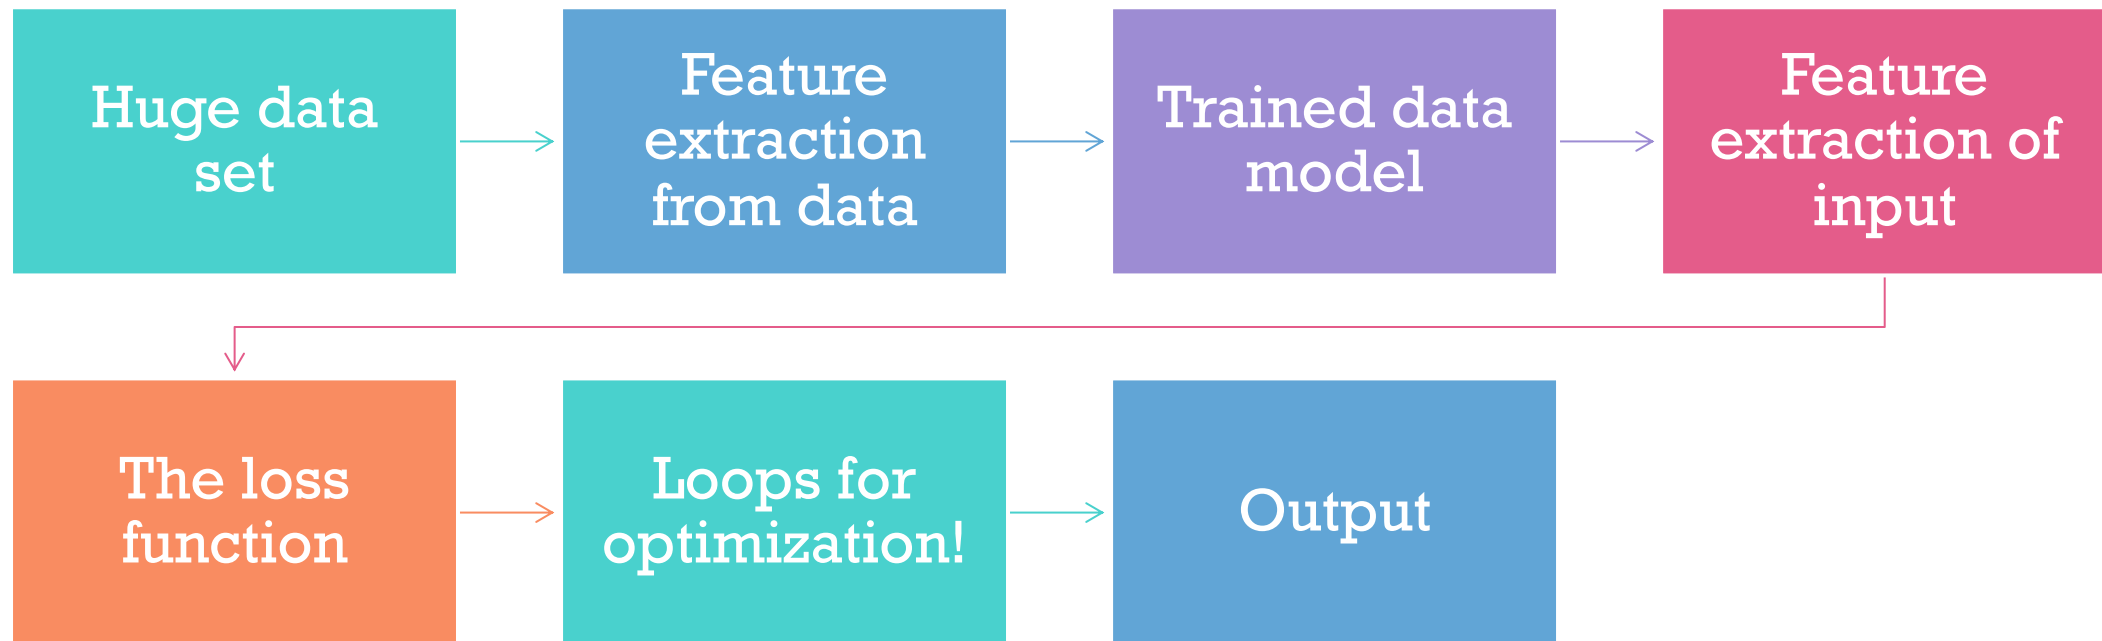 Huge data
set
Feature
extraction
from data
Trained data
model
Feature
extraction of
input
The loss
function
Loops for
optimization!
Output